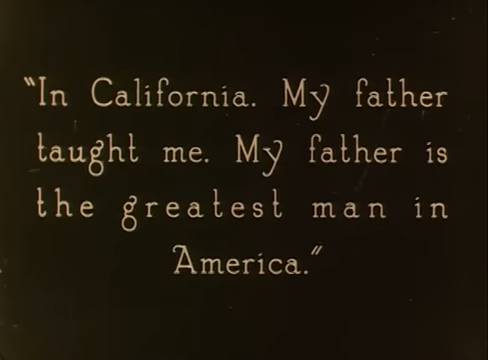 "In California. My father
taught me. My father is
the greatest man in
America."